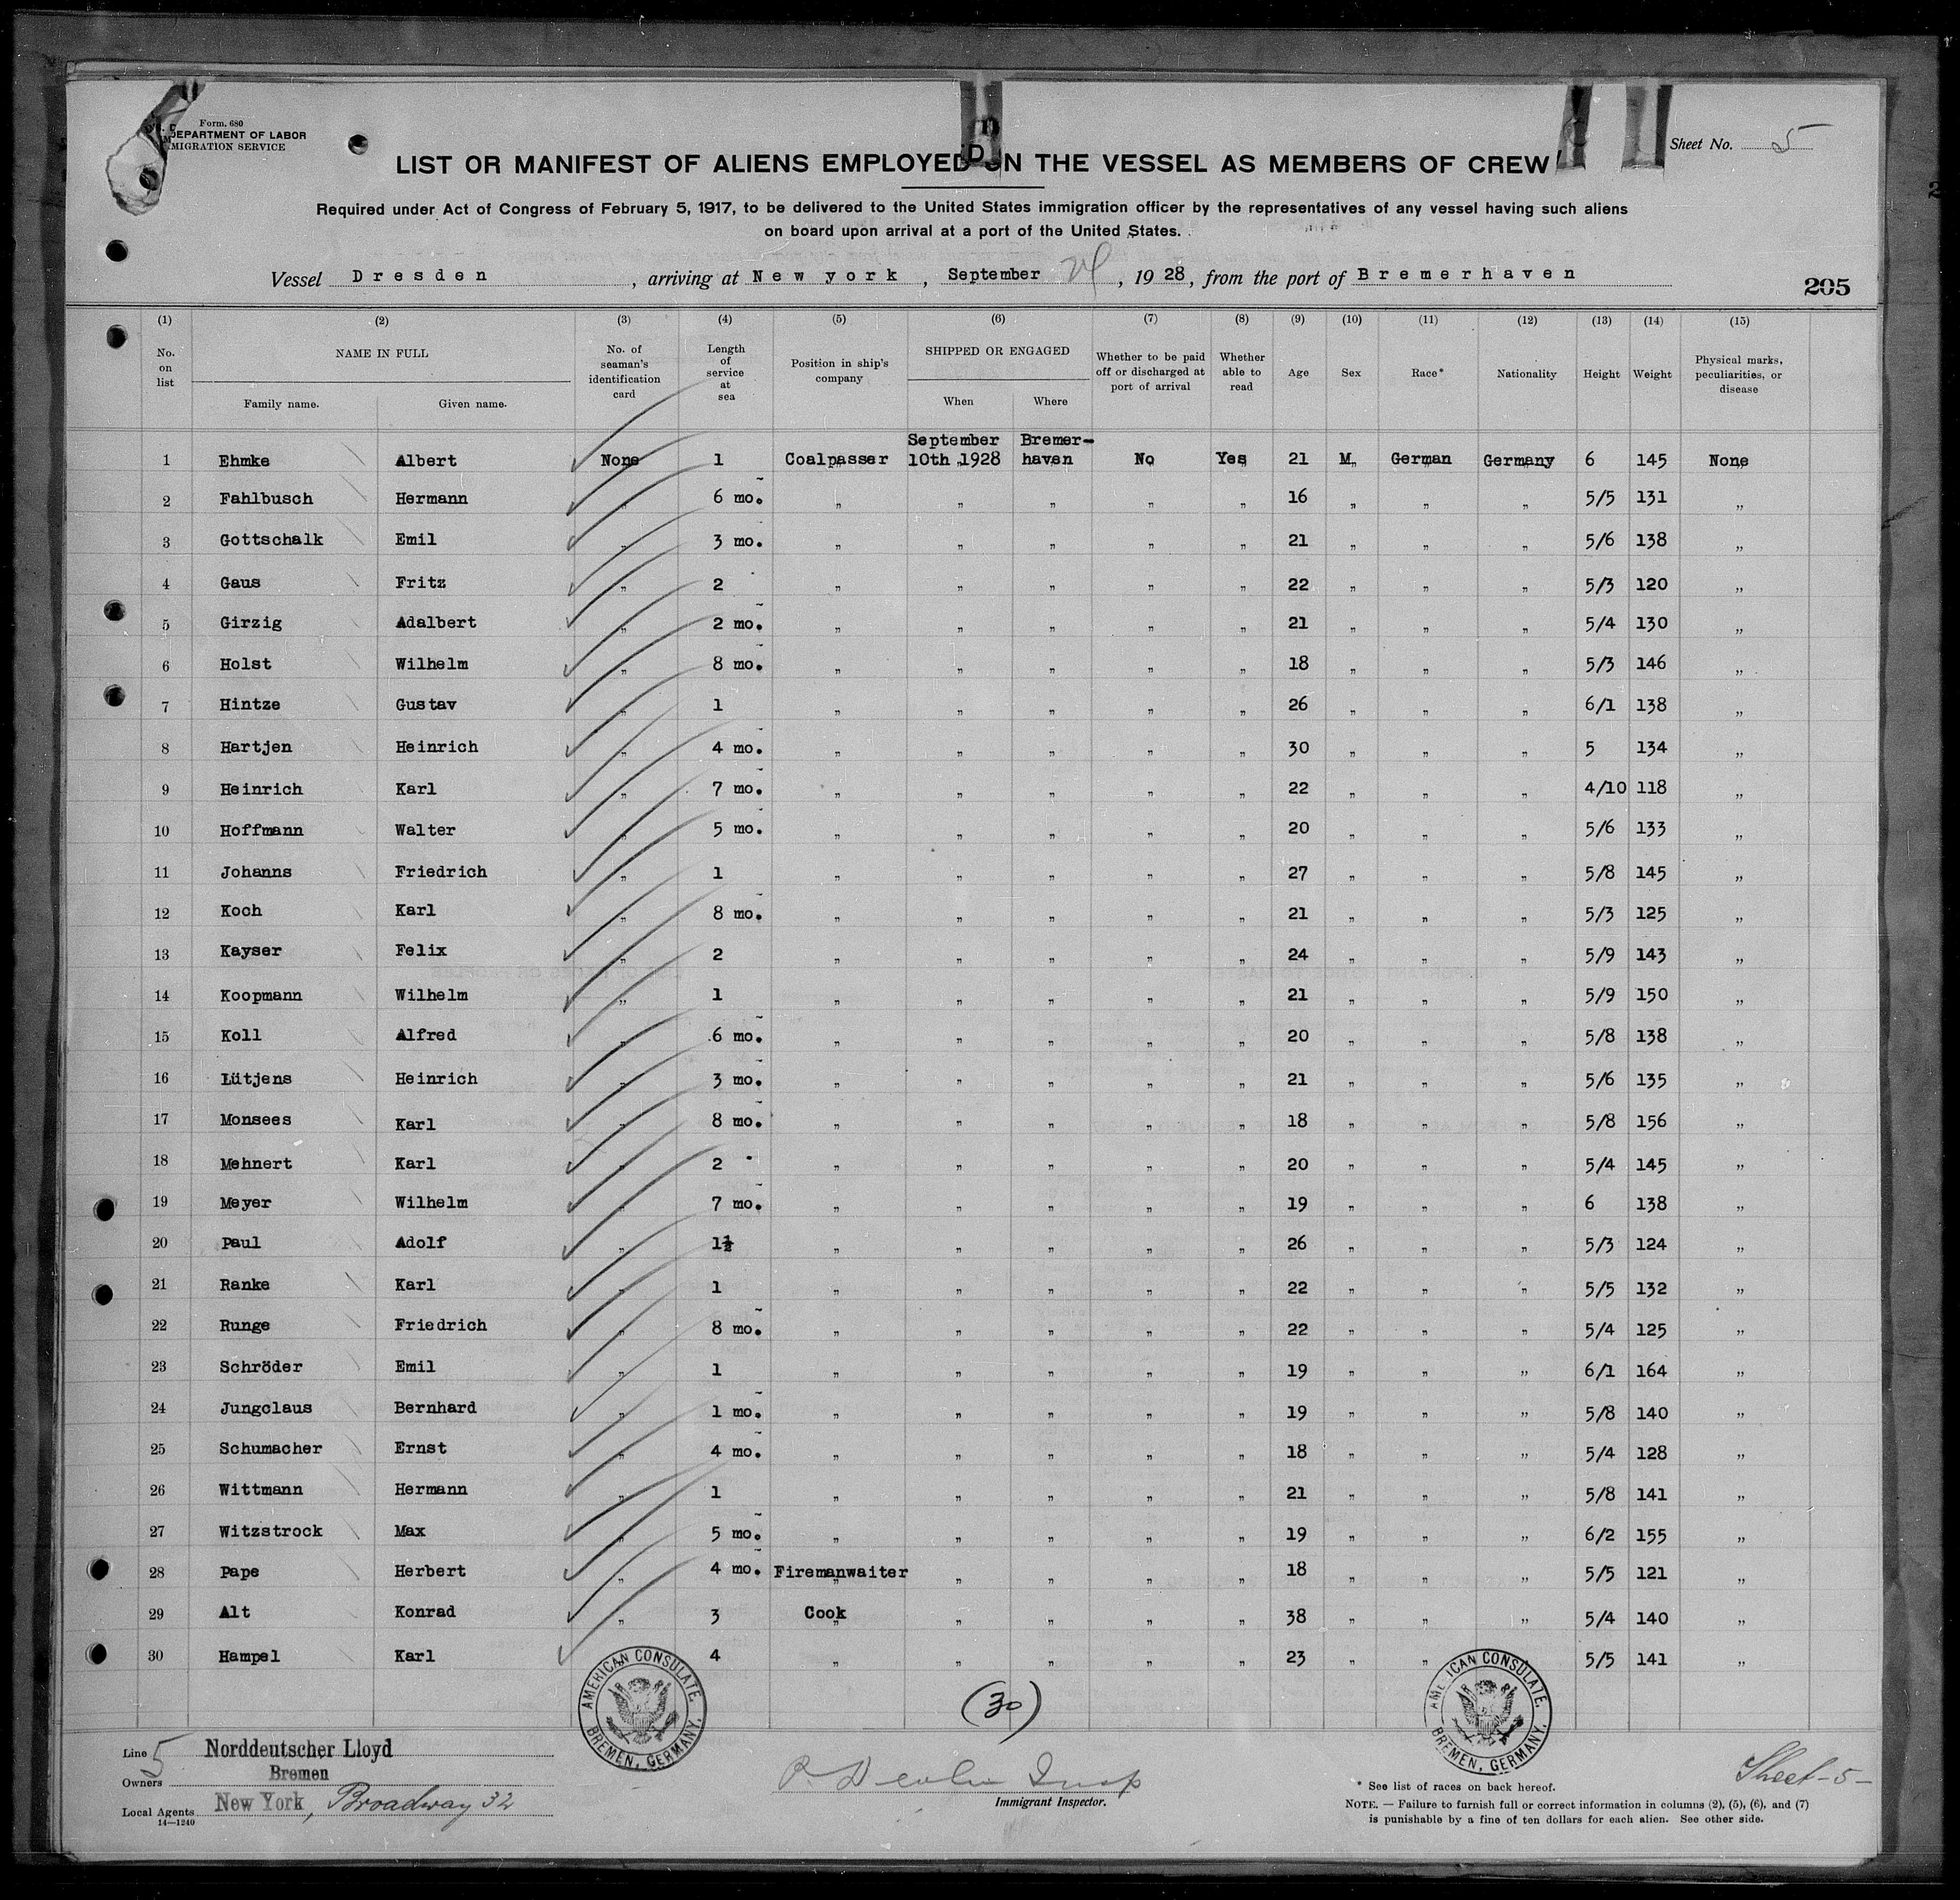 Form. 680
DEPARTMENT OF LABOR
IMMIGRATION SERVICE
Sheet No. 5
LIST OR MANIFEST OF ALIENS EMPLOYED ON THE VESSEL AS MEMBERS OF CREW
Required under Act of Congress of February 5, 1917, to be delivered to the United States immigration officer by the representatives of any vessel having such aliens
on board upon arrival at a port of the United States.
Vessel Dresden, arriving at New york, September, 1928, from the port of Bremerhaven
205
(1) (2) (3) (4) (5) (6) (7) (8) (9) (10) (11) (12) (13) (14) (15)
No. on list NAME IN FULL Family name. Given name. No. of seaman's identification card Length of service at sea Position in ship's company SHIPPED OR ENGAGED When Where Whether to be paid off or discharged at port of arrival Whether able to read Age Sex Race* Nationality Height Weight Physical marks, peculiarities, or disease
1 Ehmke Albert None 1 Coalpasser September 10th 1928 Bremerhaven No Yes 21 M German Germany 6 145 None
2 Fahlbusch Hermann " 6 mo. " " " " " 16 " " " 5/5 131 "
3 Gottschalk Emil " 3 mo. " " " " " 21 " " " 5/6 138 "
4 Gaus Fritz " 2 " " " " " 22 " " " 5/3 120 "
5 Girzig Adalbert " 2 mo. " " " " " 21 " " " 5/4 130 "
6 Holst Wilhelm " 8 mo. " " " " " 18 " " " 5/3 146 "
7 Hintze Gustav " 1 " " " " " 26 " " " 6/1 138 "
8 Hartjen Heinrich " 4 mo. " " " " " 30 " " " 5 134 "
9 Heinrich Karl " 7 mo. " " " " " 22 " " " 4/10 118 "
10 Hoffmann Walter " 5 mo. " " " " " 20 " " " 5/6 133 "
11 Johanns Friedrich " 1 " " " " " 27 " " " 5/8 145 "
12 Koch Karl " 8 mo. " " " " " 21 " " " 5/3 125 "
13 Kayser Felix " 2 " " " " " 24 " " " 5/9 143 "
14 Koopmann Wilhelm " 1 " " " " " 21 " " " 5/9 150 "
15 Koll Alfred " 6 mo. " " " " " 20 " " " 5/8 138 "
16 Lütjens Heinrich " 3 mo. " " " " " 21 " " " 5/6 135 "
17 Monsees Karl " 8 mo. " " " " " 18 " " " 5/8 156 "
18 Mehnert Karl " 2 " " " " " 20 " " " 5/4 145 "
19 Meyer Wilhelm " 7 mo. " " " " " 19 " " " 6 138 "
20 Paul Adolf " 1½ " " " " " 26 " " " 5/3 124 "
21 Ranke Karl " 1 " " " " " 22 " " " 5/5 132 "
22 Runge Friedrich " 8 mo. " " " " " 22 " " " 5/4 125 "
23 Schröder Emil " 1 " " " " " 19 " " " 6/1 164 "
24 Jungclaus Bernhard " 1 mo. " " " " " 19 " " " 5/8 140 "
25 Schumacher Ernst " 4 mo. " " " " " 18 " " " 5/4 128 "
26 Wittmann Hermann " 1 " " " " " 21 " " " 5/8 141 "
27 Witzstrock Max " 5 mo. " " " " " 19 " " " 6/2 155 "
28 Pape Herbert " 4 mo. Firemanwaiter " " " " 18 " " " 5/5 121 "
29 Alt Konrad " 3 Cook " " " " 38 " " " 5/4 140 "
30 Hampel Karl " 4 " " " " " 23 " " 5/5 141 "
AMERICAN CONSULATE. BREMEN, GERMANY.
(30)
AMERICAN CONSULATE. BREMEN, GERMANY.
Line 5 Norddeutscher Lloyd
Owners Bremen
Local Agents New York, Broadway 32
14—1240
Insp
Immigrant Inspector.
Sheet-5-
* See list of races on back hereof.
NOTE. — Failure to furnish full or correct information in columns (2), (5), (6), and (7)
is punishable by a fine of ten dollars for each alien. See other side.